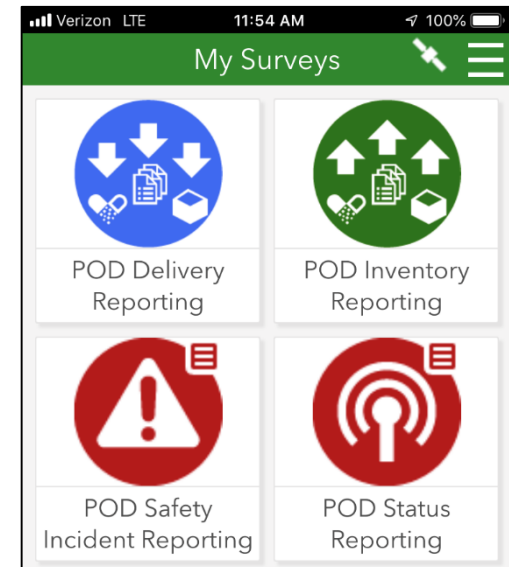 Verizon LTE 11:54 AM 100%
My Surveys
POD Delivery
Reporting
POD Inventory
Reporting
POD Safety
Incident Reporting
POD Status
Reporting